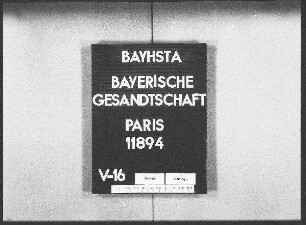 BAYHSTA
BAYERISCHE
GESANDTSCHAFT
PARIS
11894
V-16